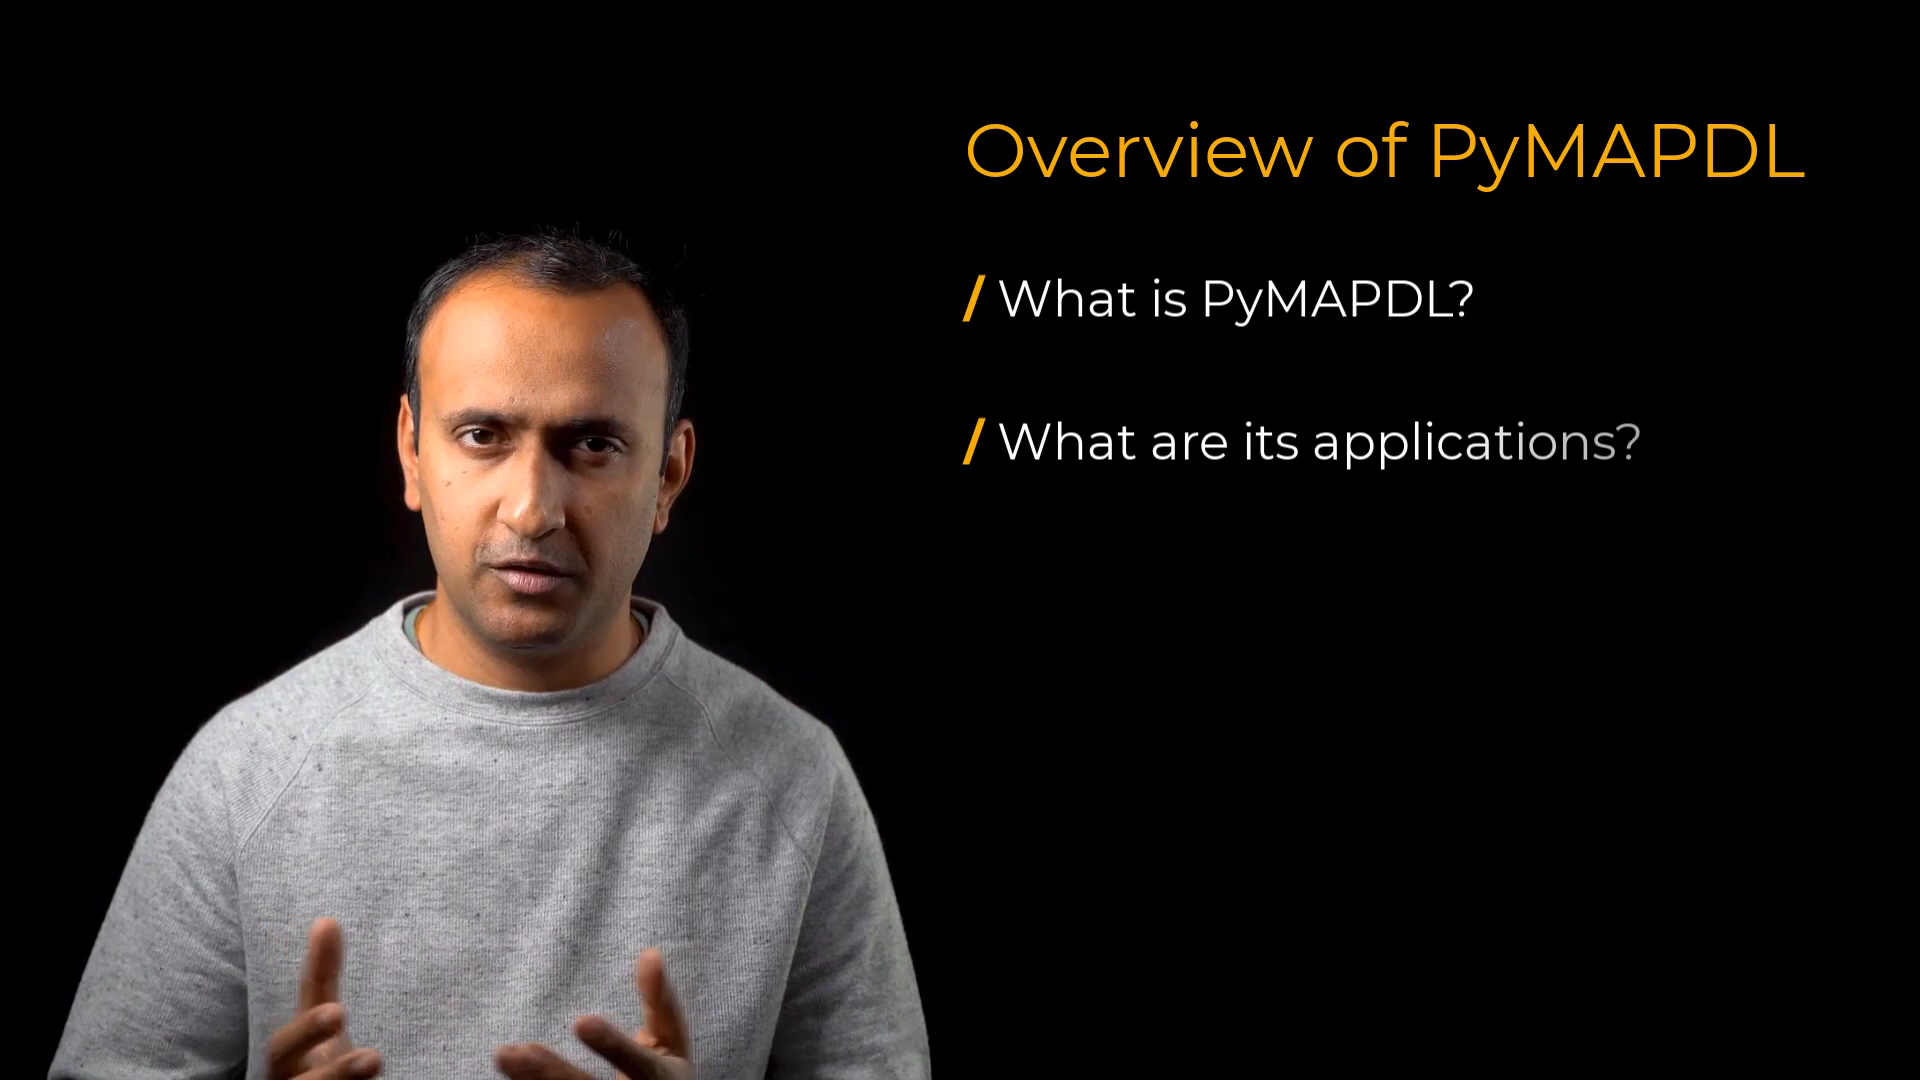 Overview of PyMAPDL
/ What is PyMAPDL?
/ What are its applications?